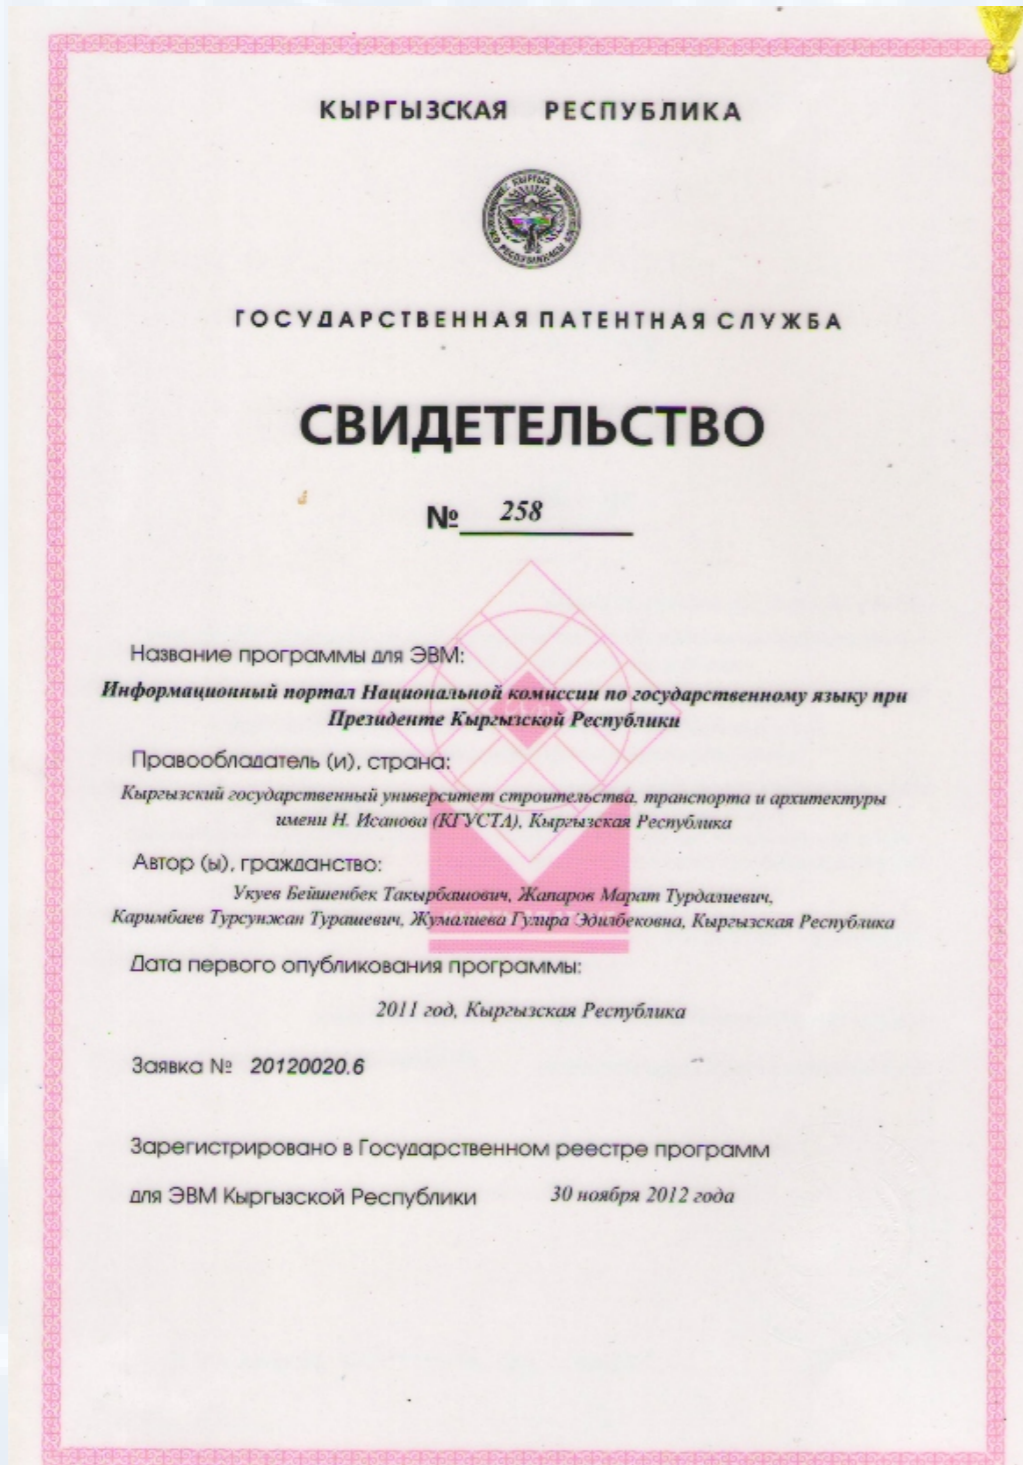 КЫРГЫЗСКАЯ РЕСПУБЛИКА
ГОСУДАРСТВЕННАЯ ПАТЕНТНАЯ СЛУЖБА
СВИДЕТЕЛЬСТВО
№ 258
Название программы для ЭВМ:
Информационный портал Национальной комиссии по государственному языку при
Президенте Кыргызской Республики
Правообладатель (и), страна:
Кыргызский государственный университет строительства, транспорта и архитектуры
имени Н. Исанова (КГУСТА), Кыргызская Республика
Автор (ы), гражданство:
Укуев Бейшенбек Такырбашович, Жапаров Марат Турдалиевич,
Каримбаев Турсунжан Турашевич, Жумалиева Гулира Эдилбековна, Кыргызская Республика
Дата первого опубликования программы:
2011 год, Кыргызская Республика
Заявка № 20120020.6
Зарегистрировано в Государственном реестре программ
для ЭВМ Кыргызской Республики 30 ноября 2012 года